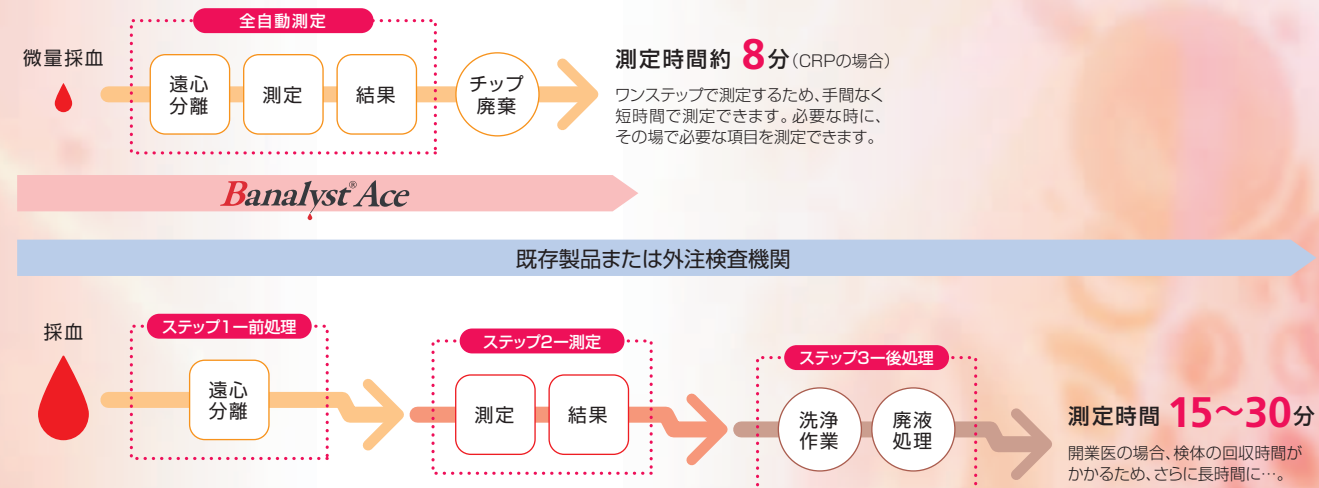 全自動測定
微量採血
遠心
分離
測定
結果
チップ
廃棄
測定時間約 8分(CRPの場合)
ワンステップで測定するため、手間なく
短時間で測定できます。必要な時に、
その場で必要な項目を測定できます。
Banalyst® Ace
既存製品または外注検査機関
採血
ステップ1ー前処理
遠心
分離
ステップ2ー測定
測定
結果
ステップ3ー後処理
洗浄
作業
廃液
処理
測定時間 15〜30分
開業医の場合、検体の回収時間が
かかるため、さらに長時間に…。